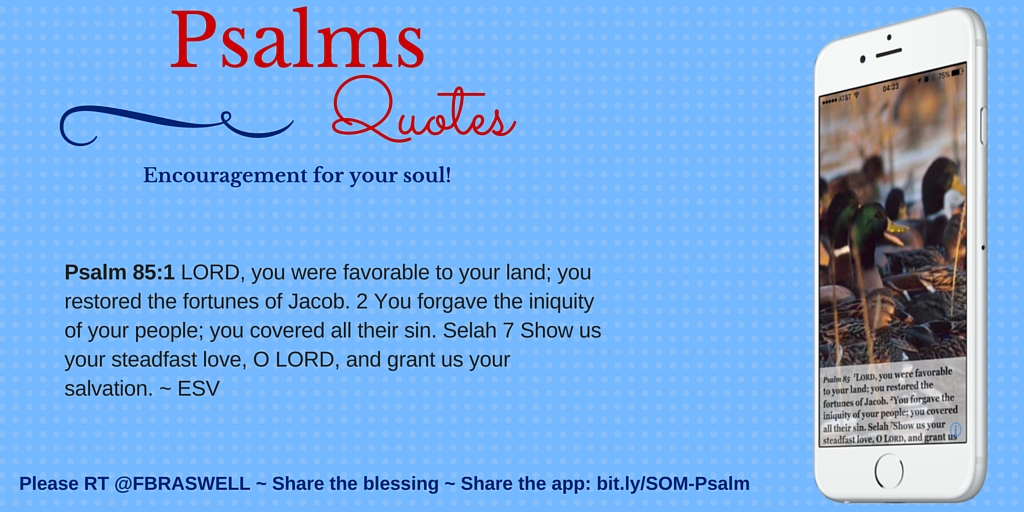 Psalms
Quotes
Encouragement for your soul!
Psalm 85:1 LORD, you were favorable to your land; you
restored the fortunes of Jacob. 2 You forgave the iniquity
of your people; you covered all their sin. Selah 7 Show us
your steadfast love, O LORD, and grant us your
salvation. ~ ESV
Please RT @FBRASWELL ~ Share the blessing ~ Share the app: bit.ly/SOM-Psalm
AT&T 04:23 75%
Psalm 85 ¹LORD, you were favorable
to your land; you restored the
fortunes of Jacob. ²You forgave the
iniquity of your people; you covered
all their sin. Selah ⁷Show us your
steadfast love, O LORD, and grant us